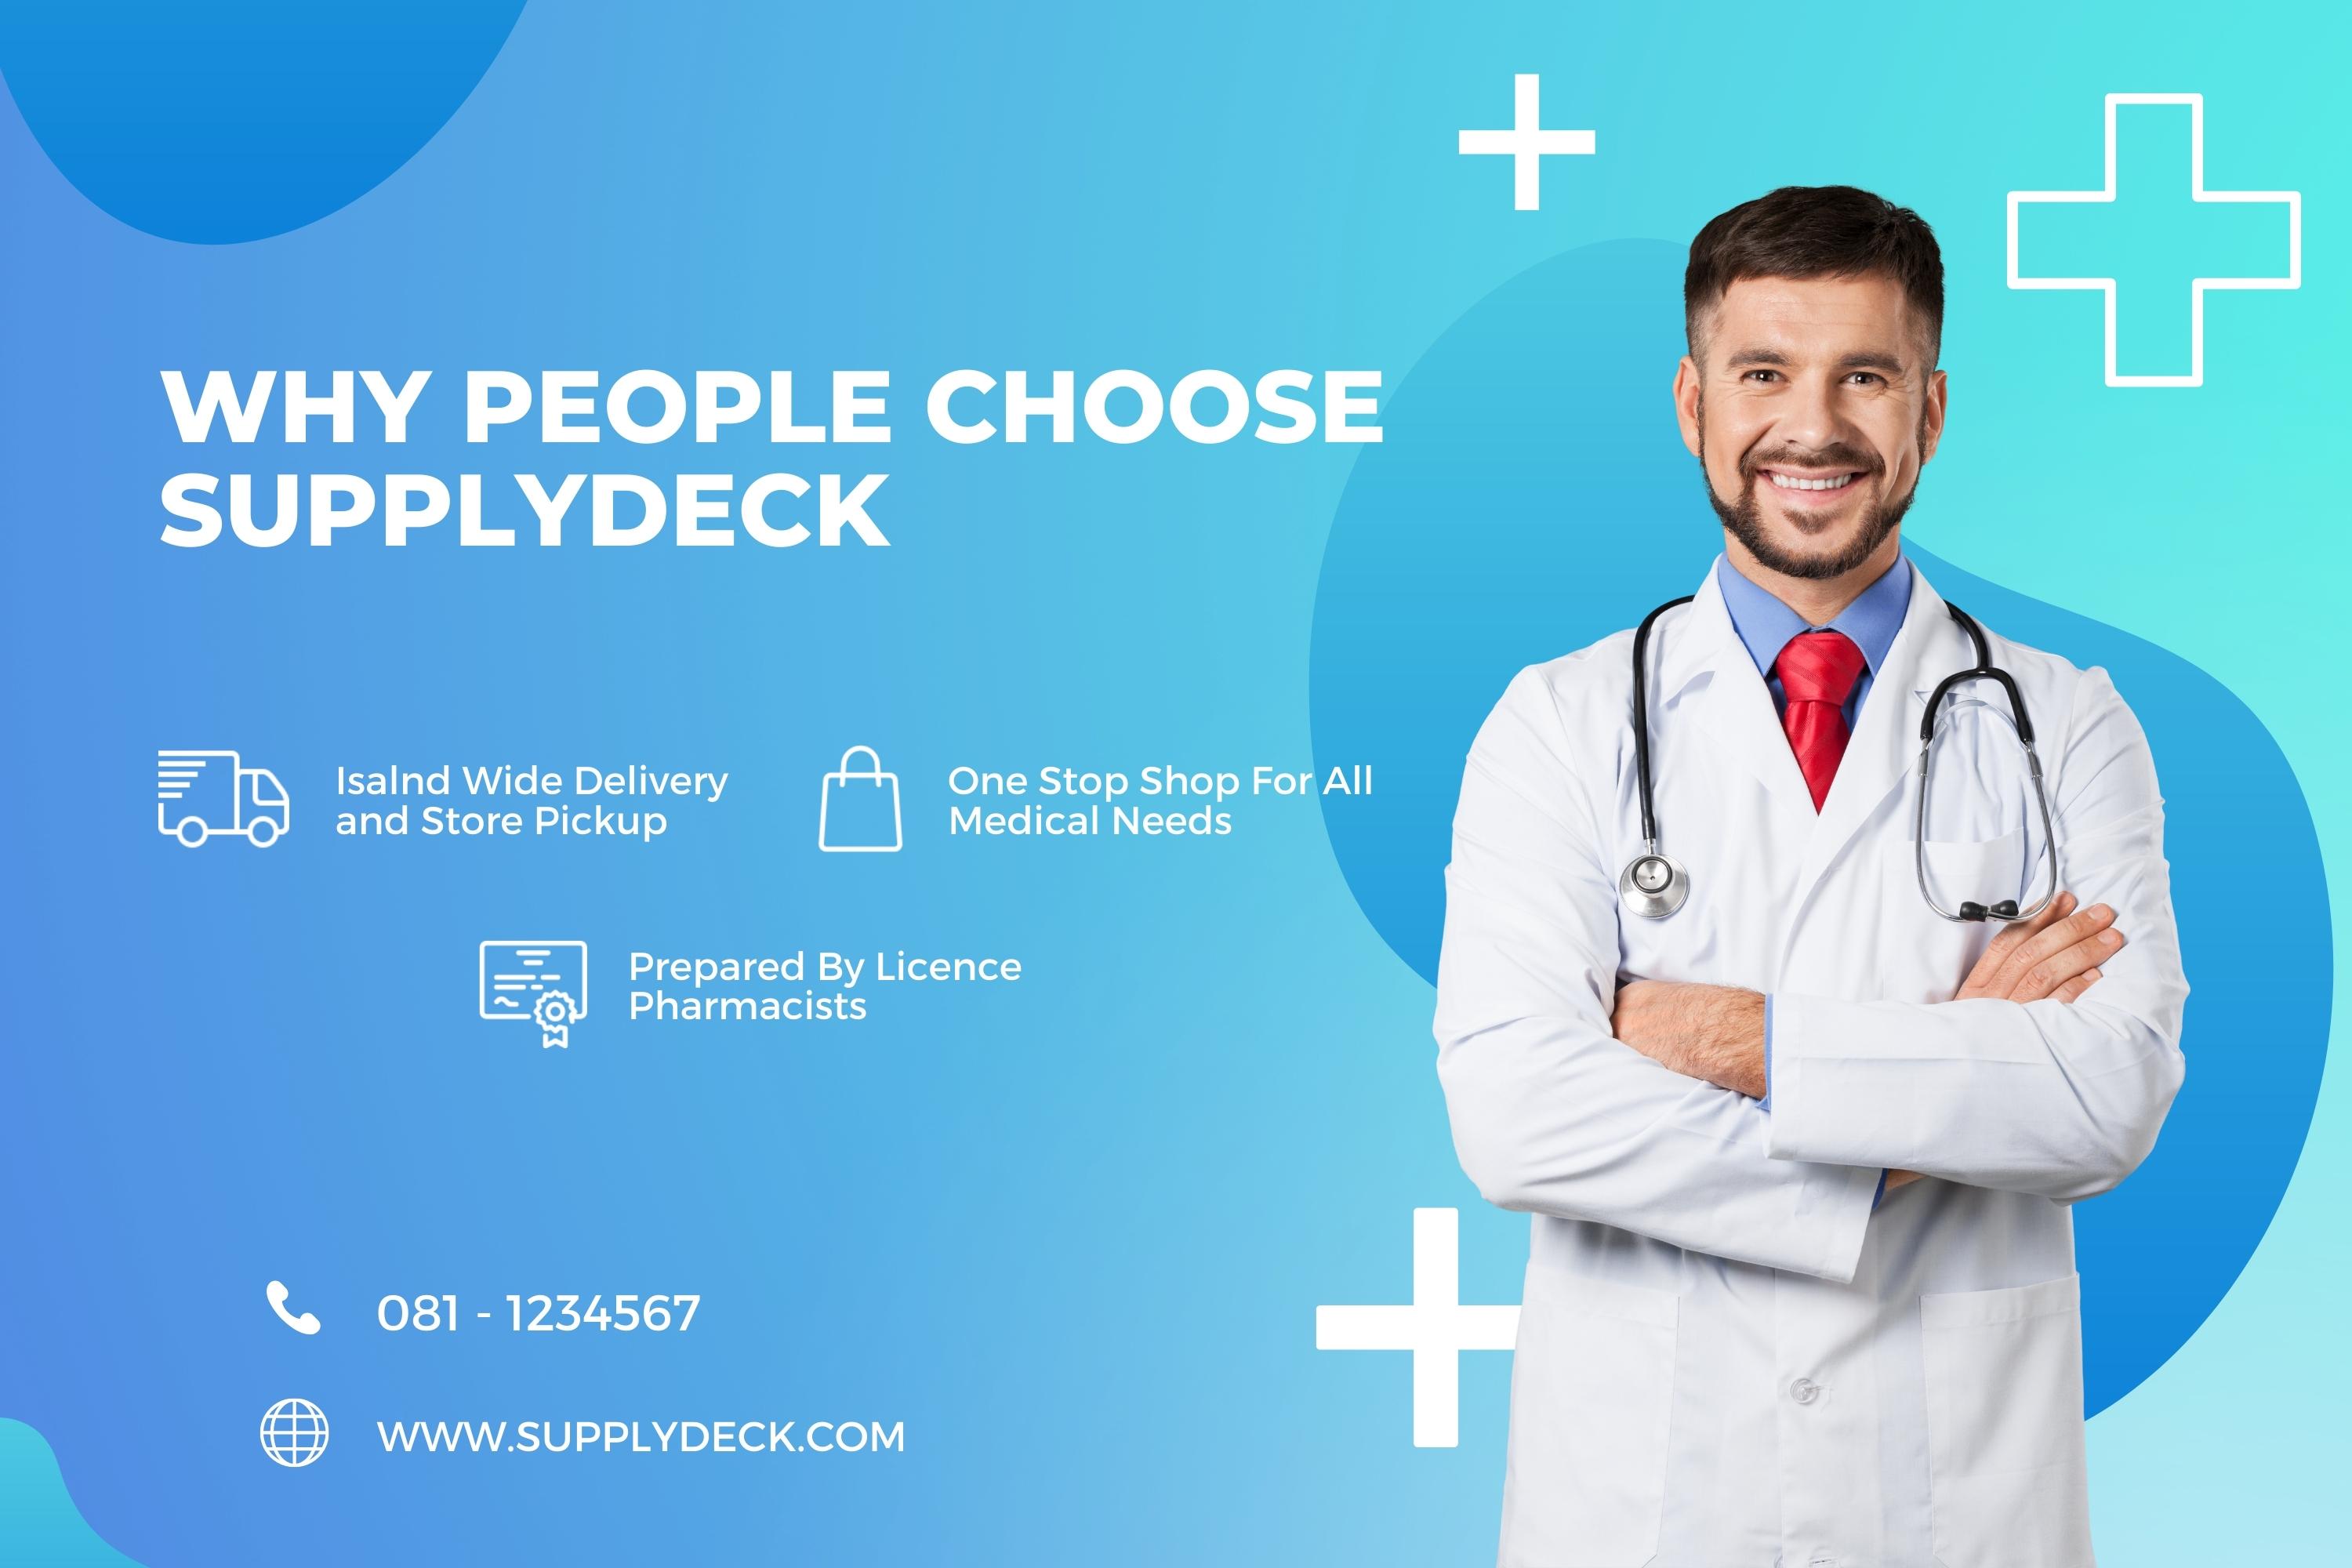 WHY PEOPLE CHOOSE
SUPPLYDECK
Isalnd Wide Delivery
and Store Pickup
One Stop Shop For All
Medical Needs
Prepared By Licence
Pharmacists
081 - 1234567
WWW.SUPPLYDECK.COM